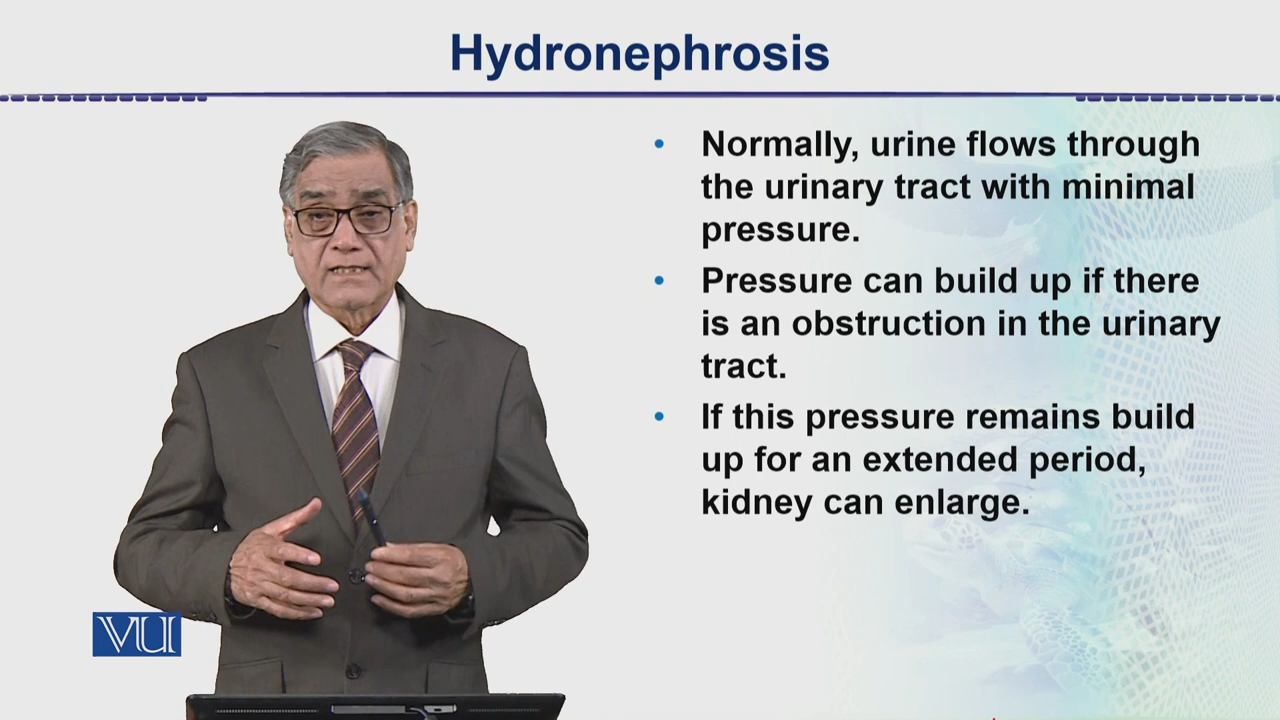 Hydronephrosis
• Normally, urine flows through
the urinary tract with minimal
pressure.
• Pressure can build up if there
is an obstruction in the urinary
tract.
• If this pressure remains build
up for an extended period,
kidney can enlarge.
VU